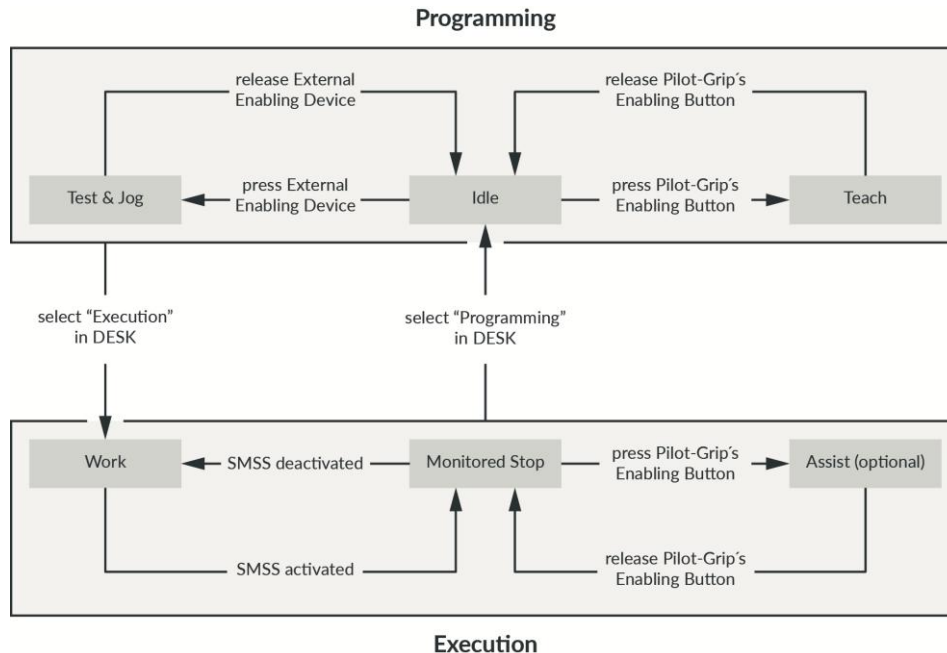 Programming
release External
Enabling Device
release Pilot-Grip´s
Enabling Button
Test & Jog
press External
Enabling Device
Idle
press Pilot-Grip´s
Enabling Button
Teach
select “Execution”
in DESK
select “Programming”
in DESK
Work
SMSS deactivated
Monitored Stop
press Pilot-Grip´s
Enabling Button
Assist (optional)
SMSS activated
release Pilot-Grip´s
Enabling Button
Execution